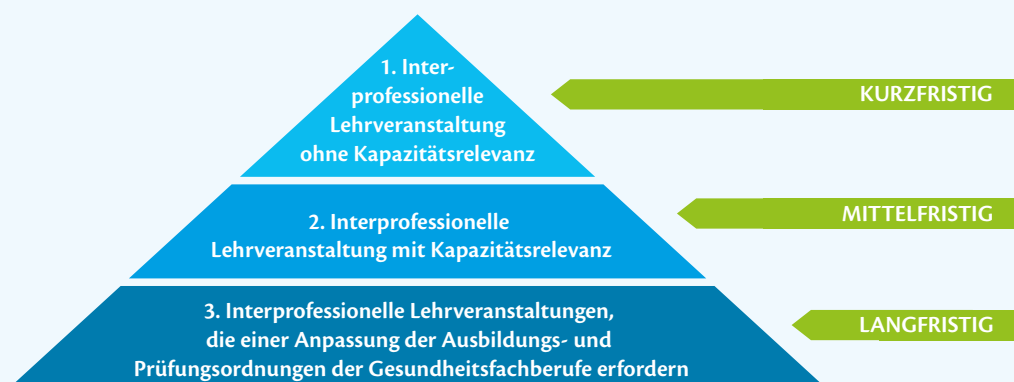 1. Inter-
professionelle
Lehrveranstaltung
ohne Kapazitätsrelevanz
KURZFRISTIG
2. Interprofessionelle
Lehrveranstaltung mit Kapazitätsrelevanz
MITTELFRISTIG
3. Interprofessionelle Lehrveranstaltungen,
die einer Anpassung der Ausbildungs- und
Prüfungsordnungen der Gesundheitsfachberufe erfordern
LANGFRISTIG